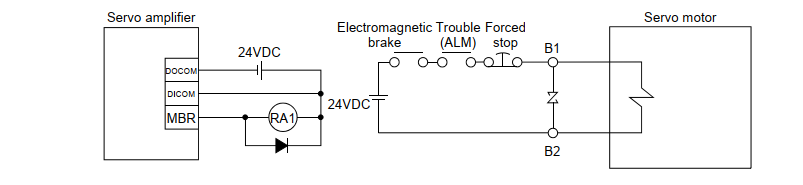 Servo amplifier
Servo motor
Electromagnetic Trouble Forced
brake (ALM) stop
B1
24VDC
DOCOM
DICOM
24VDC
MBR
RA1
B2